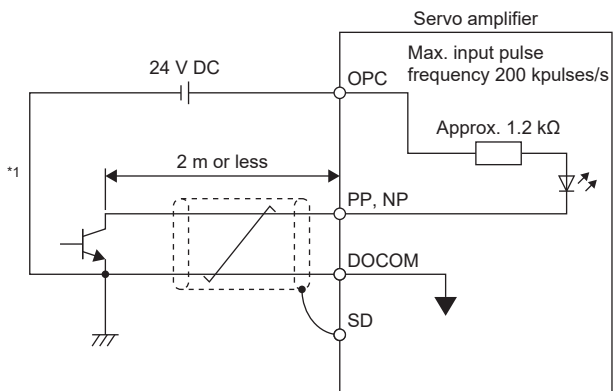 Servo amplifier
Max. input pulse
frequency 200 kpulses/s
24 V DC
OPC
Approx. 1.2 kΩ
*1
2 m or less
PP, NP
DOCOM
SD